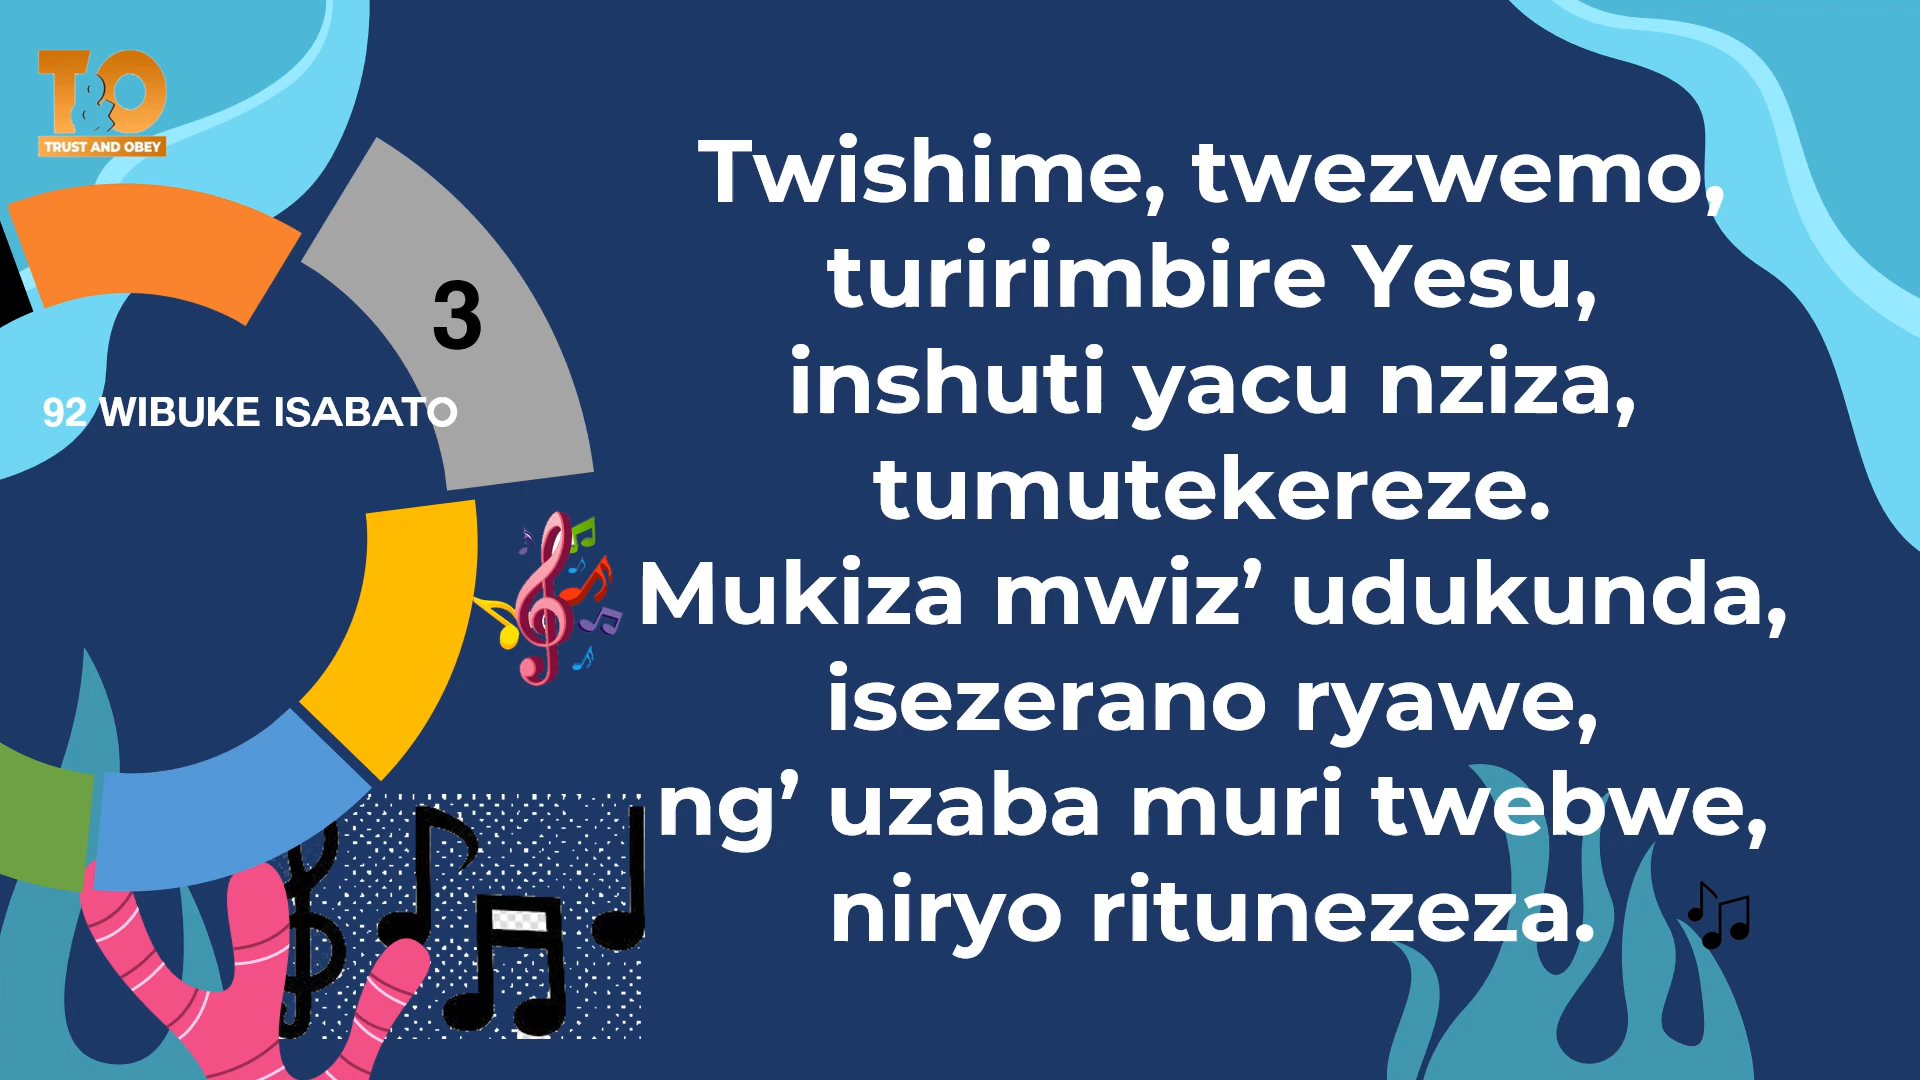 T&O
TRUST AND OBEY
3
92 WIBUKE ISABATO
Twishime, twezwemo,
turirimbire Yesu,
inshuti yacu nziza,
tumutekereze.
Mukiza mwiz’ udukunda,
isezerano ryawe,
ng’ uzaba muri twebwe,
niryo ritunezeza.